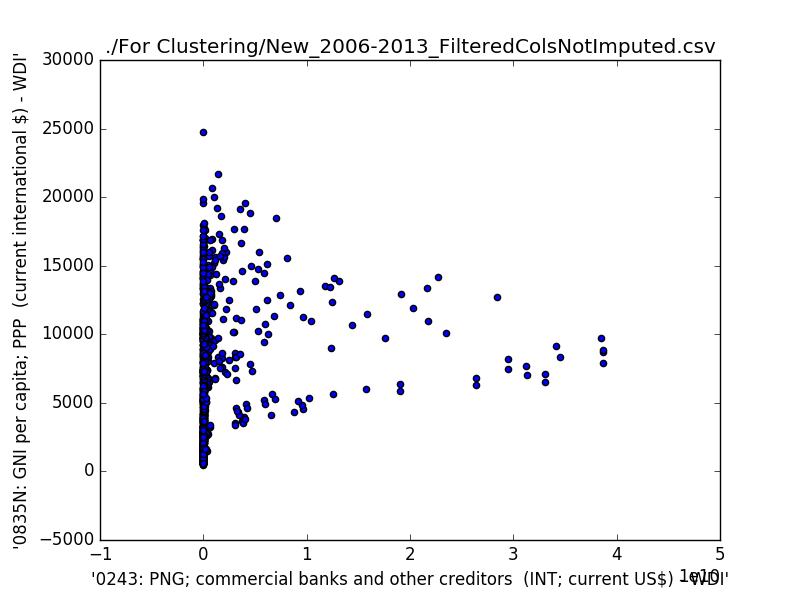 ./For Clustering/New_2006-2013_FilteredColsNotImputed.csv
'0835N: GNI per capita; PPP  (current international $) - WDI'
30000
25000
20000
15000
10000
5000
0
−5000
−1 0 1 2 3 4 5
1e10
'0243: PNG; commercial banks and other creditors  (INT; current US$) - WDI'